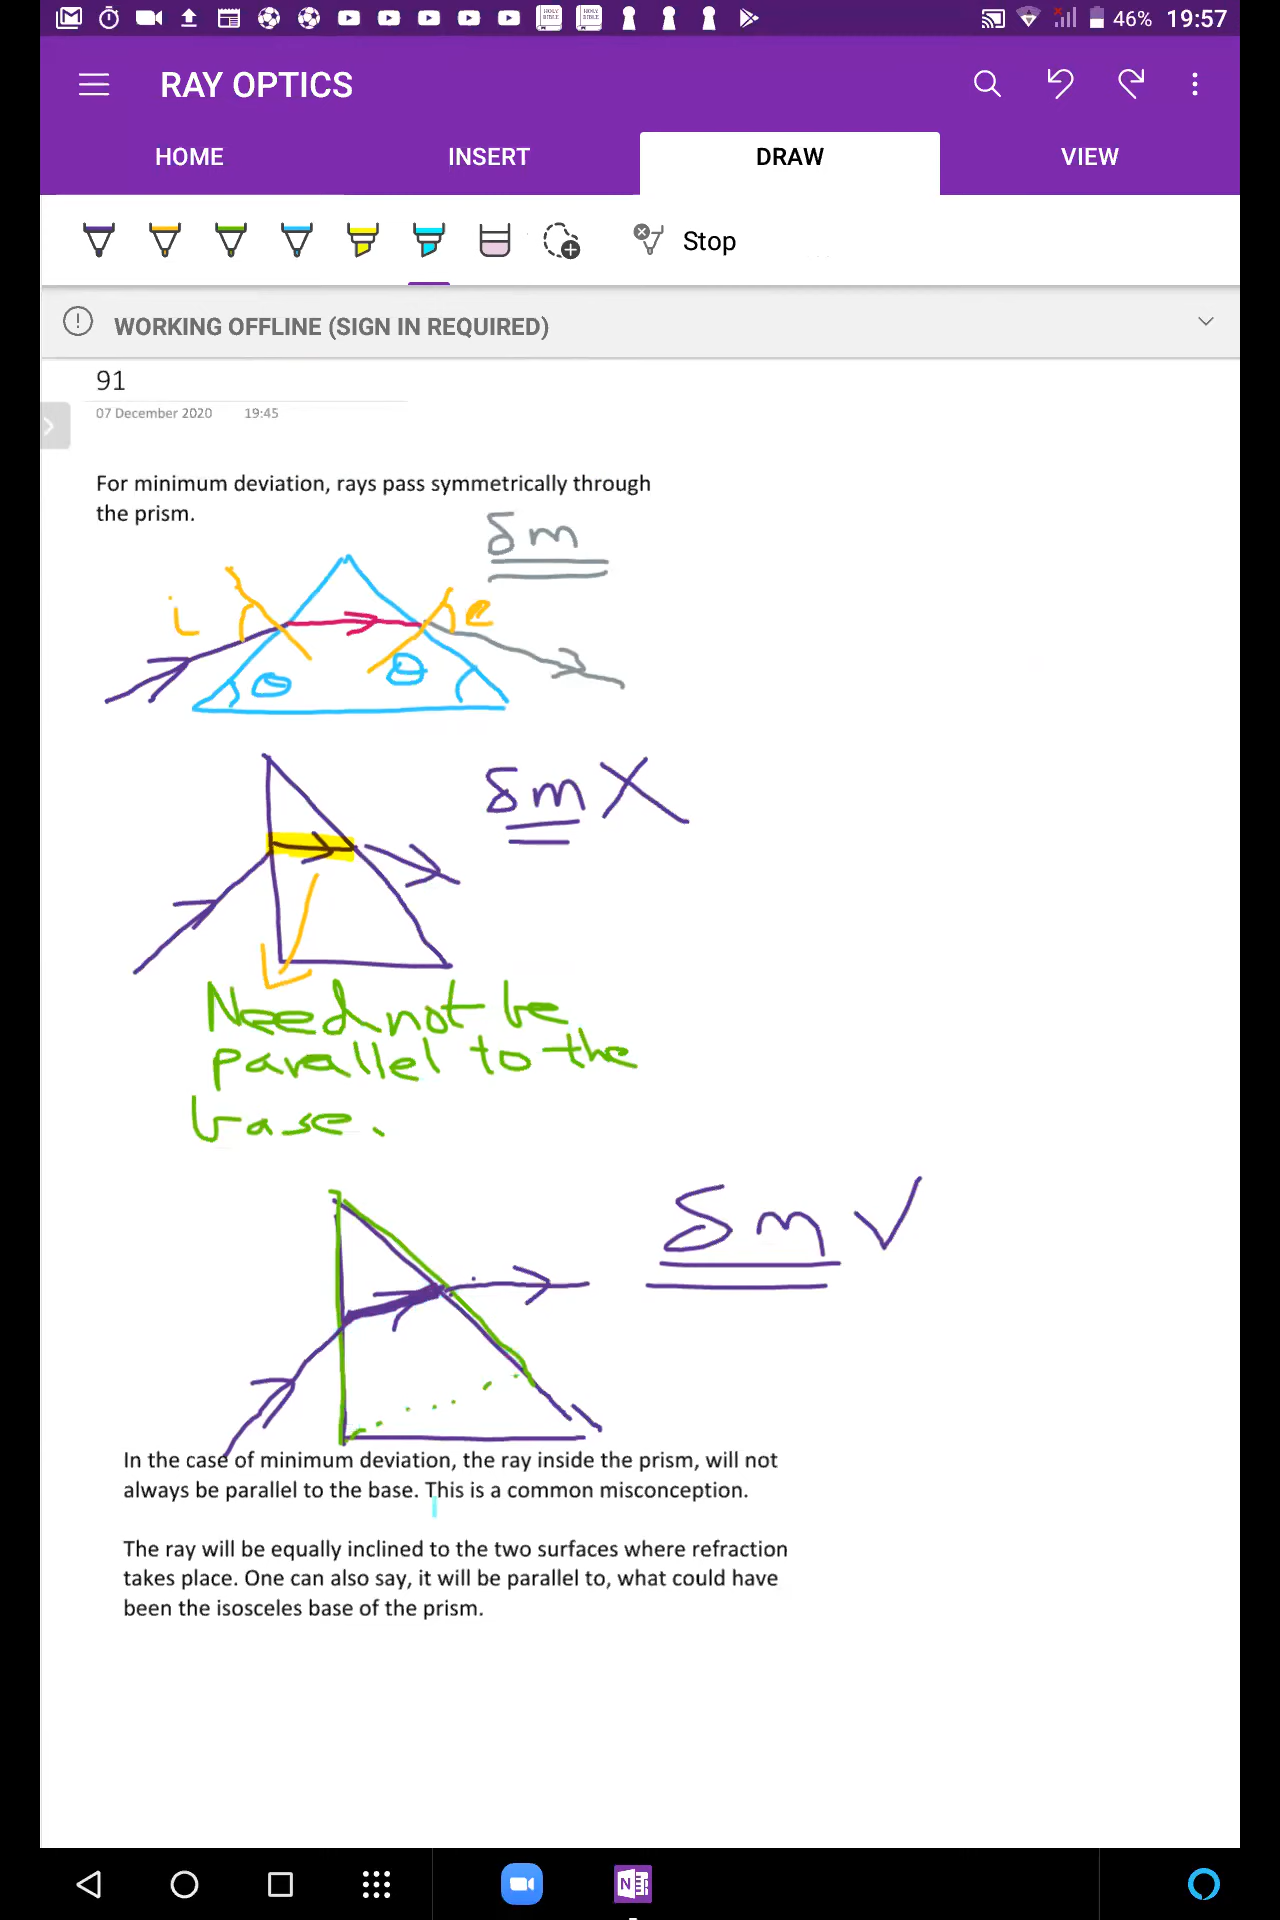 46% 19:57
RAY OPTICS
HOME INSERT DRAW VIEW
Stop
WORKING OFFLINE (SIGN IN REQUIRED)
91
07 December 2020 19:45
For minimum deviation, rays pass symmetrically through
the prism.
δm
i e
θ θ
δm X
Need not be
parallel to the
base.
δm ✓
In the case of minimum deviation, the ray inside the prism, will not
always be parallel to the base. This is a common misconception.
The ray will be equally inclined to the two surfaces where refraction
takes place. One can also say, it will be parallel to, what could have
been the isosceles base of the prism.